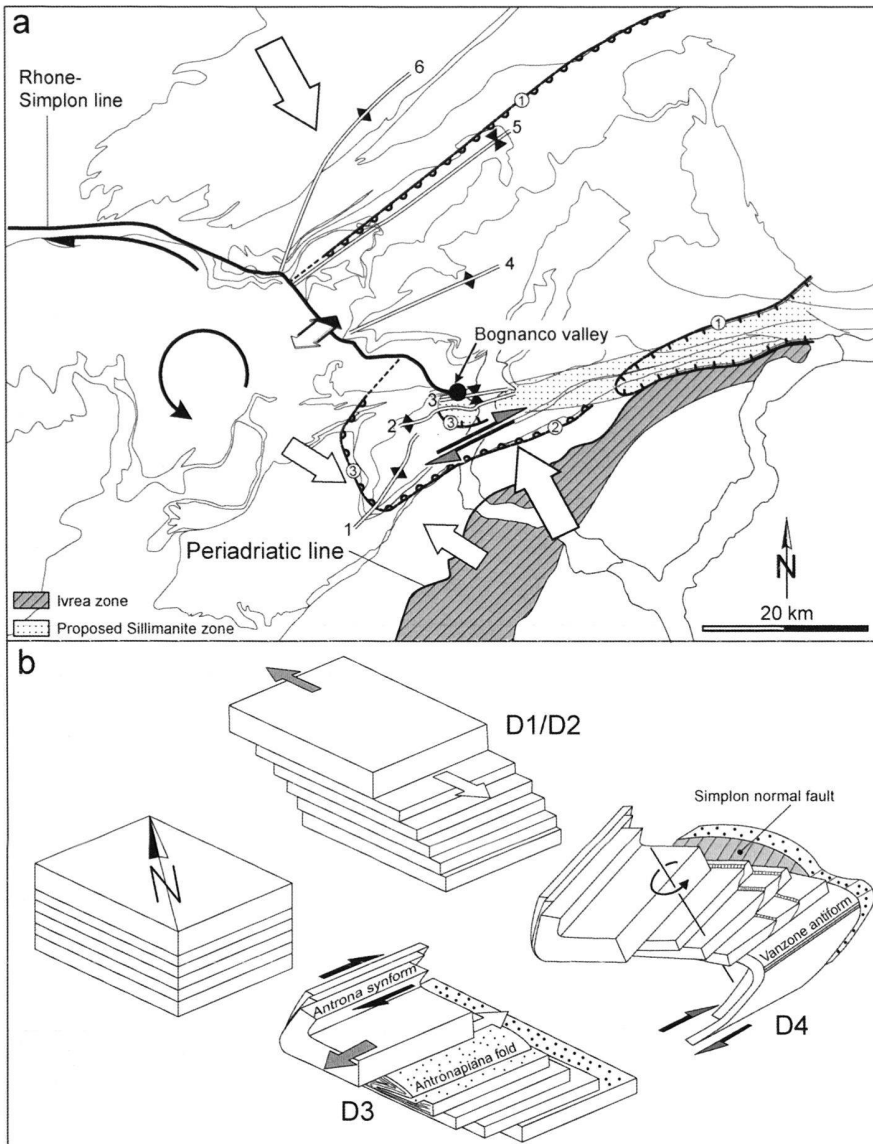 a
Rhone-
Simplon line
6
1
5
4
1
Bognanco valley
3
2
3
2
3
1
Periadriatic line
N
20 km
Ivrea zone
Proposed Sillimanite zone
b
D1/D2
Simplon normal fault
N
Vanzone antiform
Antrona synform
D4
Antronapiana fold
D3